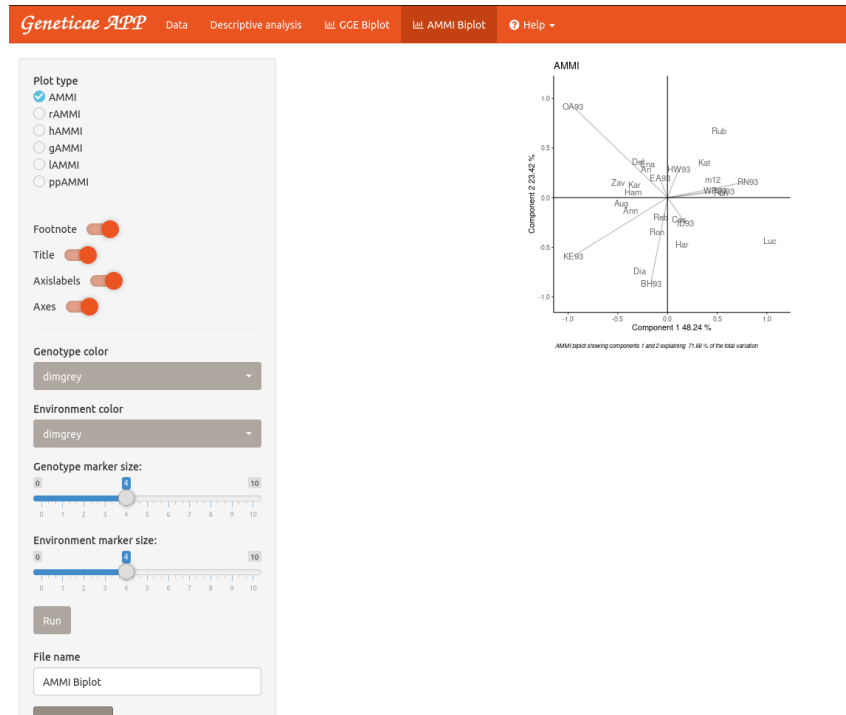 Geneticae APP Data Descriptive analysis GGE Biplot AMMI Biplot Help
Plot type
AMMI
rAMMI
hAMMI
gAMMI
lAMMI
ppAMMI
Footnote
Title
Axislabels
Axes
Genotype color
dimgrey
Environment color
dimgrey
Genotype marker size:
0 4 10
0 1 2 3 4 5 6 7 8 9 10
Environment marker size:
0 4 10
0 1 2 3 4 5 6 7 8 9 10
Run
File name
AMMI Biplot
AMMI
1.0
OA93
Rub
0.5
Kat
HW93
EA93
m12
RN93
Zav Kar
Ham
0.0
Aug
Ann
Reb
ID93
Ron
Har
Luc
-0.5
KE93
Dia
BH93
-1.0
Component 2 23.42 %
-1.0 -0.5 0.0 0.5 1.0
Component 1 48.24 %
AMMI biplot showing components 1 and 2 explaining 71.66 % of the total variation